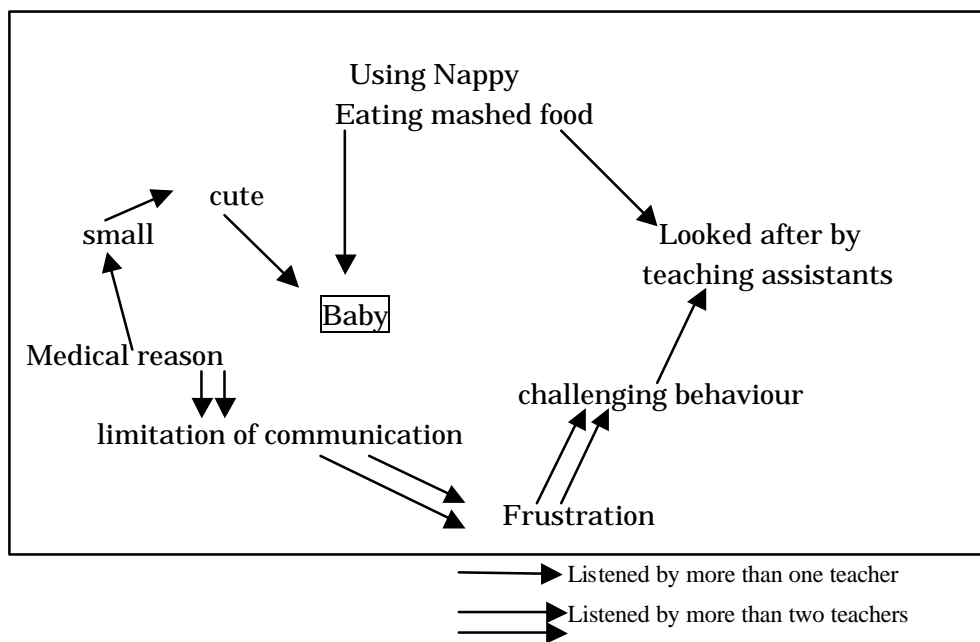 Using Nappy
Eating mashed food
cute
small
Looked after by
teaching assistants
Baby
Medical reason
challenging behaviour
limitation of communication
Frustration
Listened by more than one teacher
Listened by more than two teachers